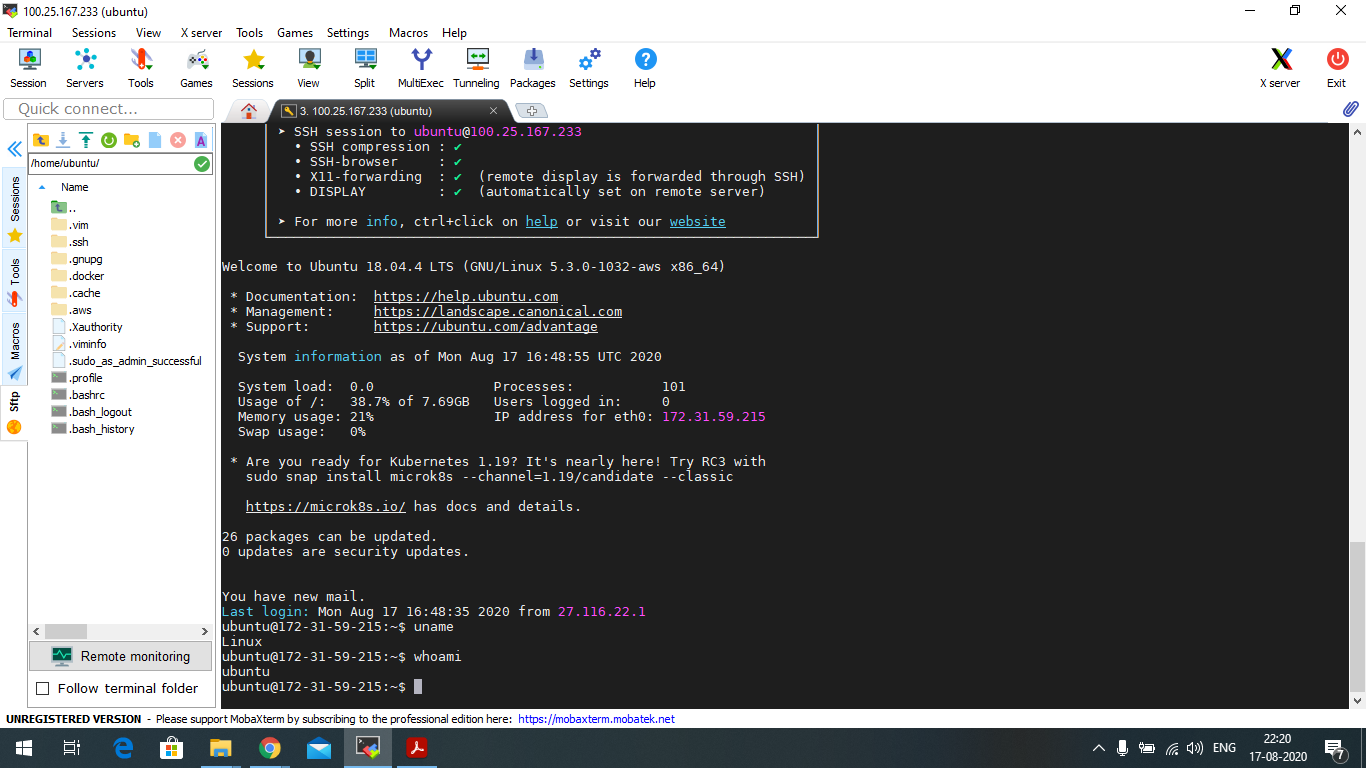 100.25.167.233 (ubuntu)
Terminal Sessions View X server Tools Games Settings Macros Help
Session Servers Tools Games Sessions View Split MultiExec Tunneling Packages Settings Help X server Exit
Quick connect...
3. 100.25.167.233 (ubuntu)
/home/ubuntu/
Name
..
.vim
.ssh
.gnupg
.docker
.cache
.aws
.Xauthority
.viminfo
.sudo_as_admin_successful
.profile
.bashrc
.bash_logout
.bash_history
Sessions
Tools
Macros
Sftp
Remote monitoring
Follow terminal folder
➤ SSH session to ubuntu@100.25.167.233
• SSH compression : ✔
• SSH-browser : ✔
• X11-forwarding : ✔ (remote display is forwarded through SSH)
• DISPLAY : ✔ (automatically set on remote server)
➤ For more info, ctrl+click on help or visit our website
Welcome to Ubuntu 18.04.4 LTS (GNU/Linux 5.3.0-1032-aws x86_64)
* Documentation: https://help.ubuntu.com
* Management: https://landscape.canonical.com
* Support: https://ubuntu.com/advantage
System information as of Mon Aug 17 16:48:55 UTC 2020
System load: 0.0 Processes: 101
Usage of /: 38.7% of 7.69GB Users logged in: 0
Memory usage: 21% IP address for eth0: 172.31.59.215
Swap usage: 0%
* Are you ready for Kubernetes 1.19? It's nearly here! Try RC3 with
sudo snap install microk8s --channel=1.19/candidate --classic
https://microk8s.io/ has docs and details.
26 packages can be updated.
0 updates are security updates.
You have new mail.
Last login: Mon Aug 17 16:48:35 2020 from 27.116.22.1
ubuntu@172-31-59-215:~$ uname
Linux
ubuntu@172-31-59-215:~$ whoami
ubuntu
ubuntu@172-31-59-215:~$
UNREGISTERED VERSION - Please support MobaXterm by subscribing to the professional edition here: https://mobaxterm.mobatek.net
ENG
22:20
17-08-2020
7